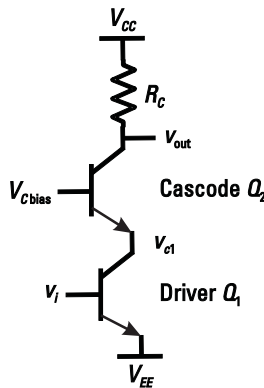 V_CC
R_C
v_out
V_Cbias
Cascode Q_2
v_c1
v_i
Driver Q_1
V_EE